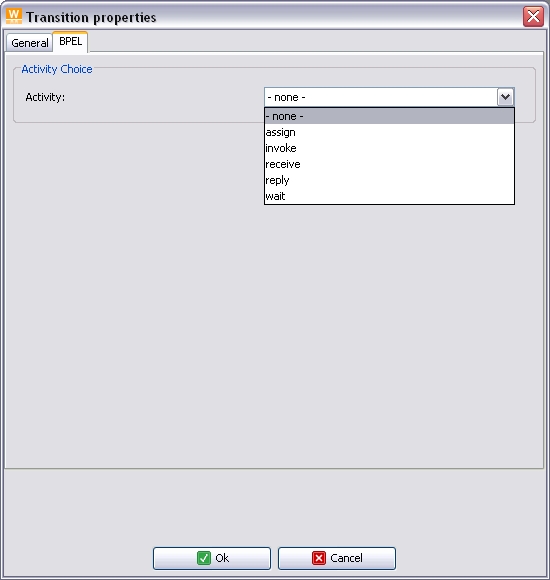 Transition properties
General BPEL
Activity Choice
Activity: - none -
- none -
assign
invoke
receive
reply
wait
Ok Cancel